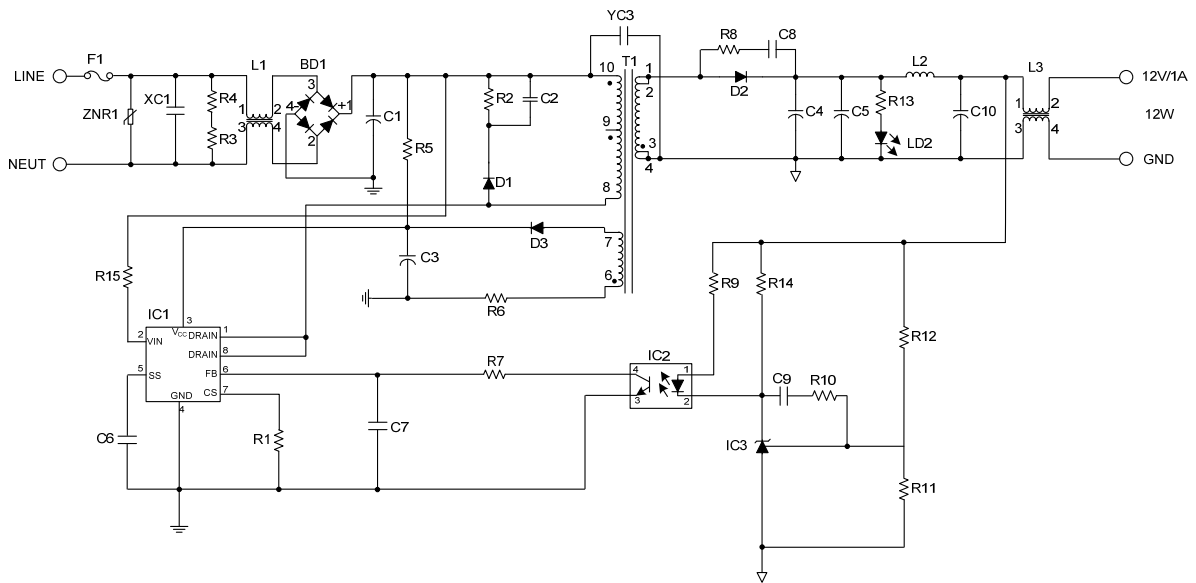 YC3
R8 C8
F1 L1 BD1 10 T1 1 L2 L3
LINE 3 2 D2 12V/1A
XC1 R4 1 2 4 +1 R2 C2 R13 1 2
ZNR1 C1 9 C4 C5 C10 12W
R3 3 4 2 R5 3 LD2 3 4
NEUT 4 GND
D1 8
D3 7
C3 6
R15 R6 R9 R14
IC1
3
2 VIN VCC DRAIN 1 R12
DRAIN 8 IC2
5 SS FB 6 R7 4 1
CS 7 C9 R10
GND 3 2
4
C6 R1 C7 IC3
R11